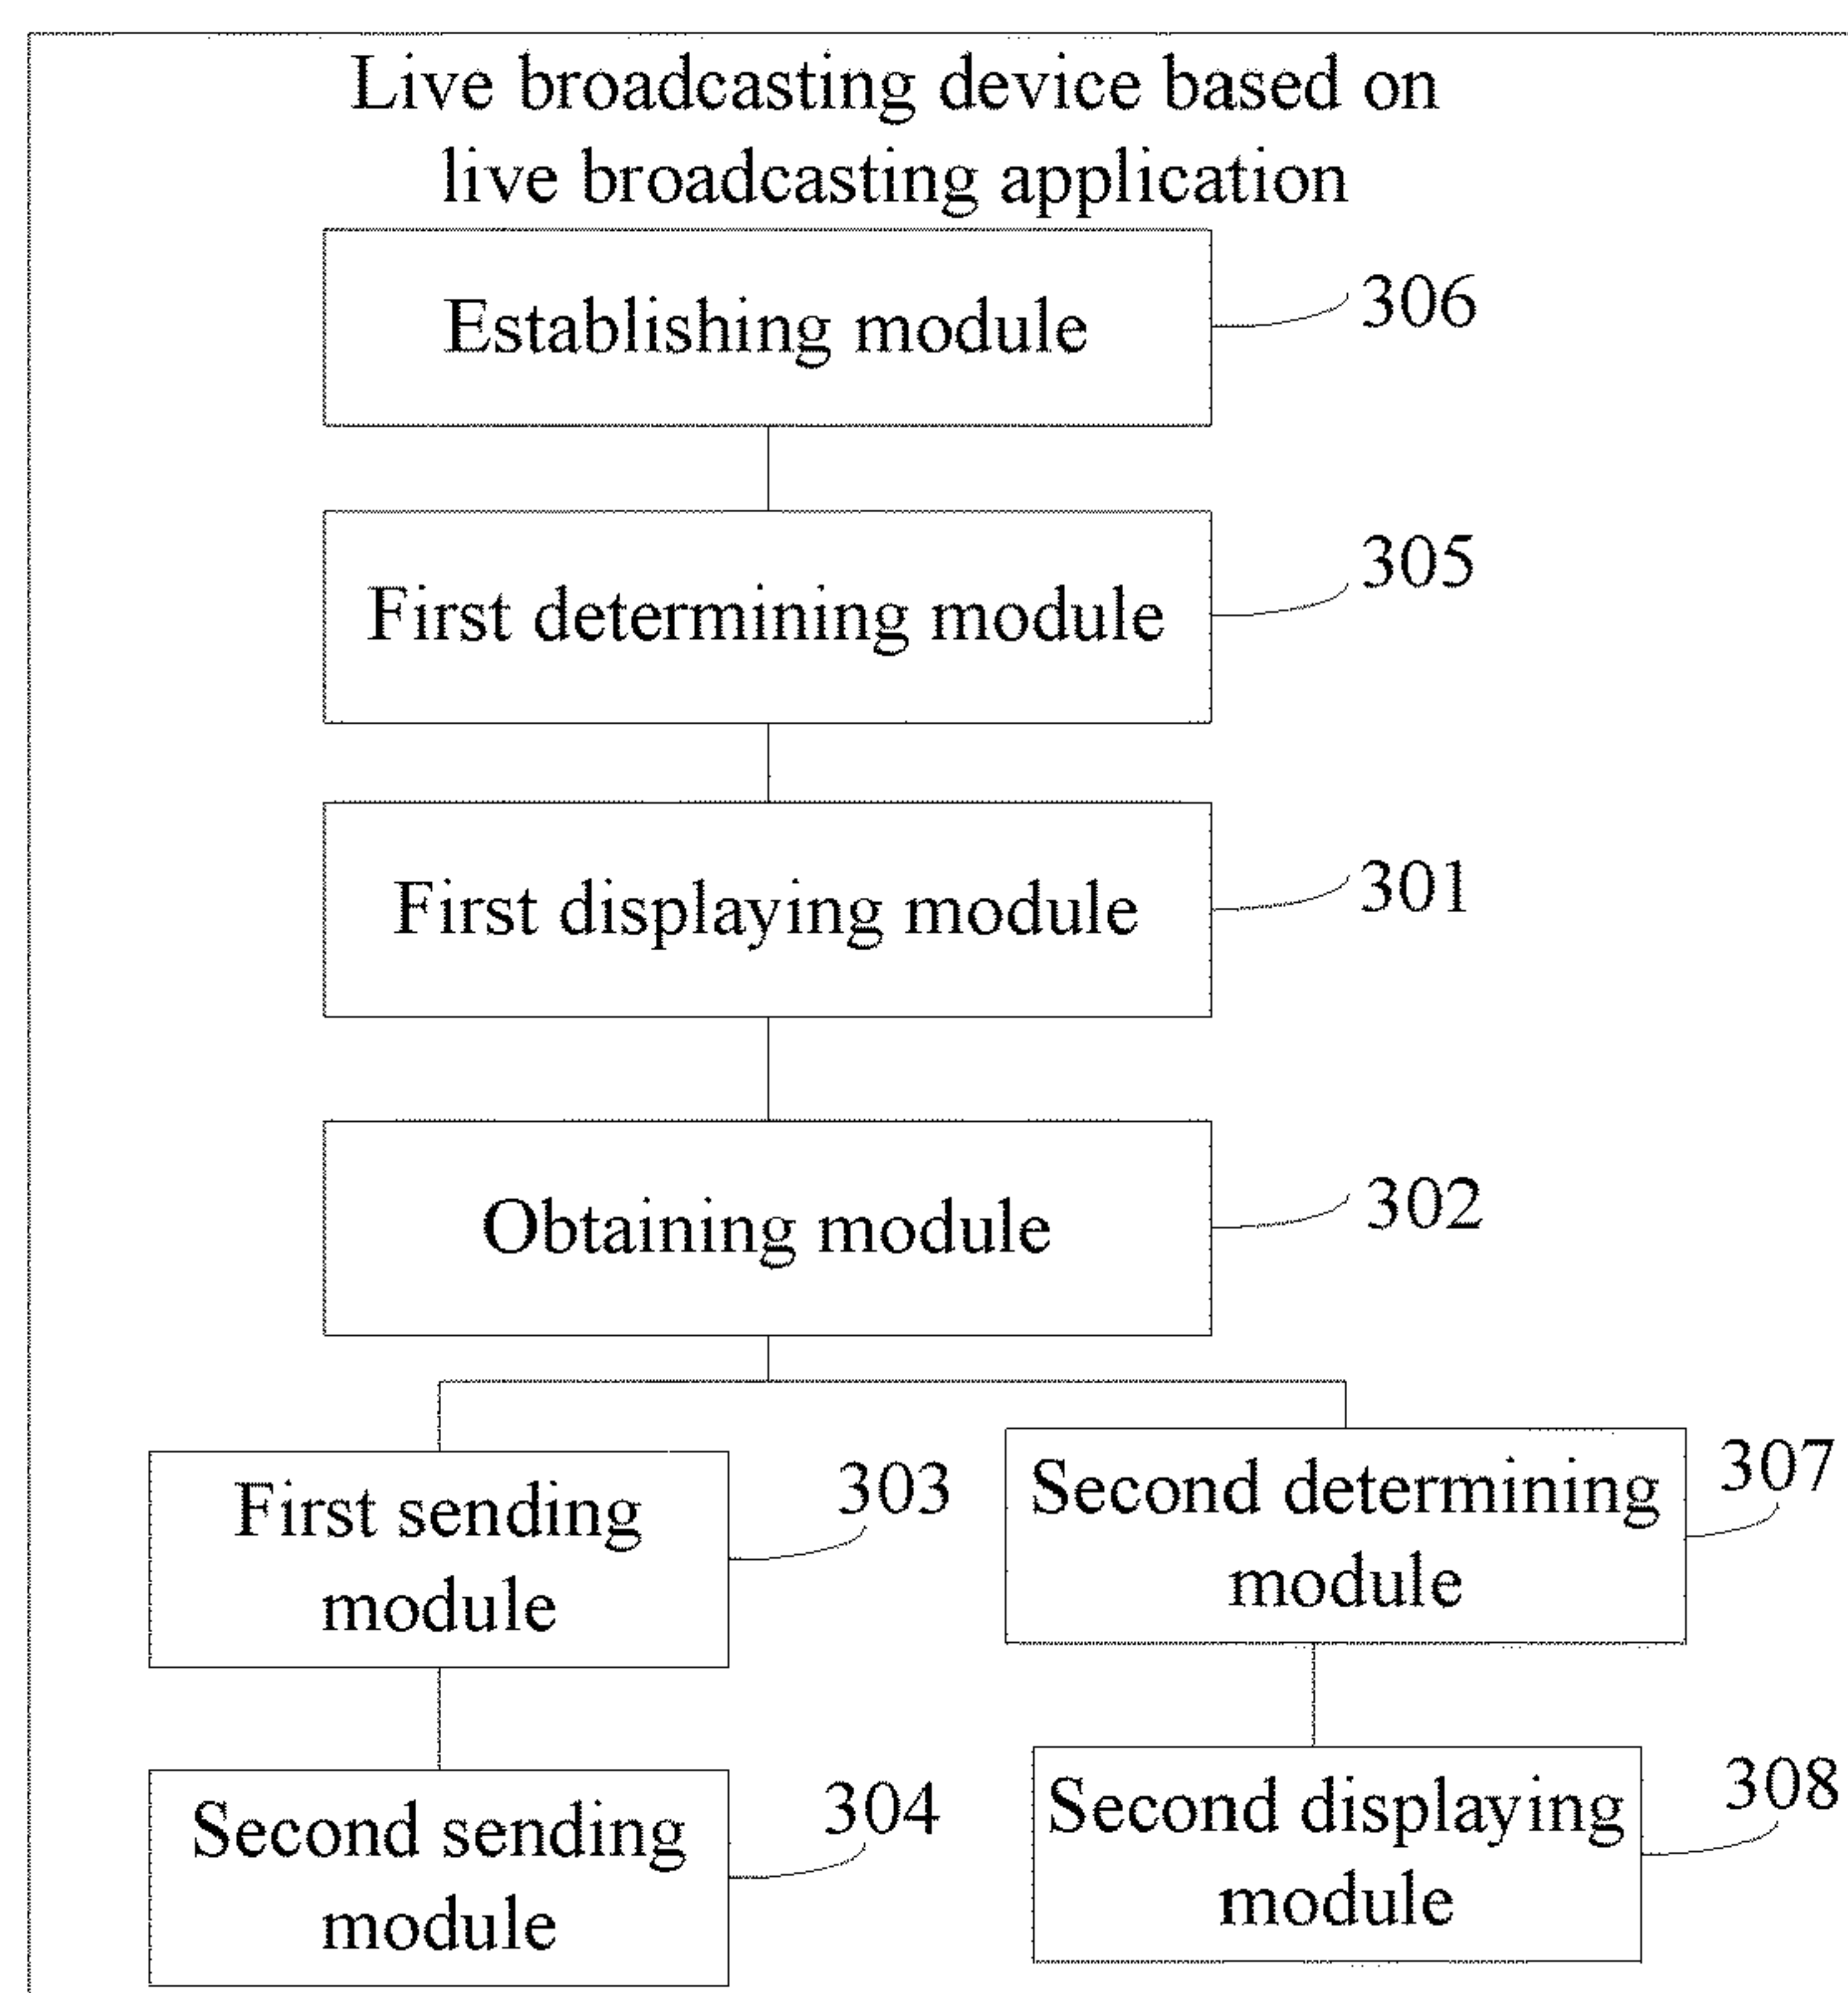 Live broadcasting device based on
live broadcasting application
Establishing module
306
First determining module
305
First displaying module
301
Obtaining module
302
First sending
module
303
Second determining
module
307
Second sending
module
304
Second displaying
module
308